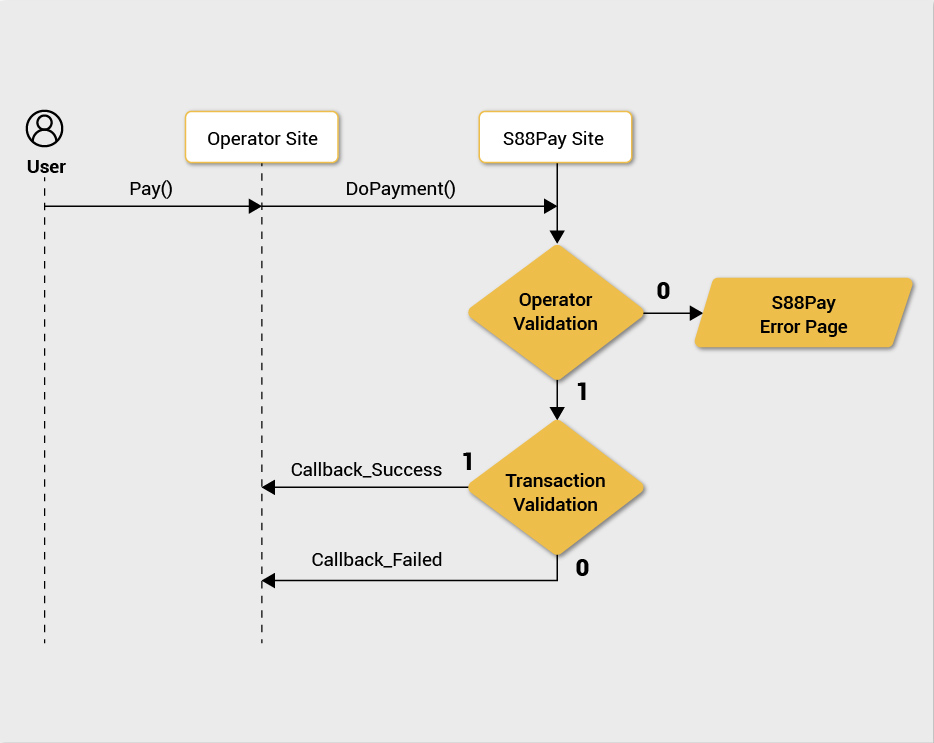 Operator Site
S88Pay Site
User
Pay()
DoPayment()
Operator
Validation
0
S88Pay
Error Page
1
Callback_Success
1
Transaction
Validation
Callback_Failed
0